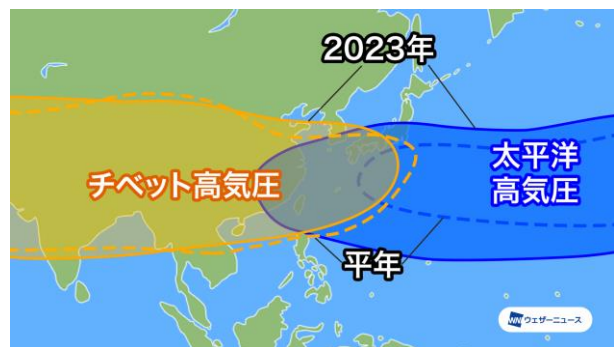 2023年
太平洋
高気圧
チベット高気圧
平年
WN ウェザーニュース